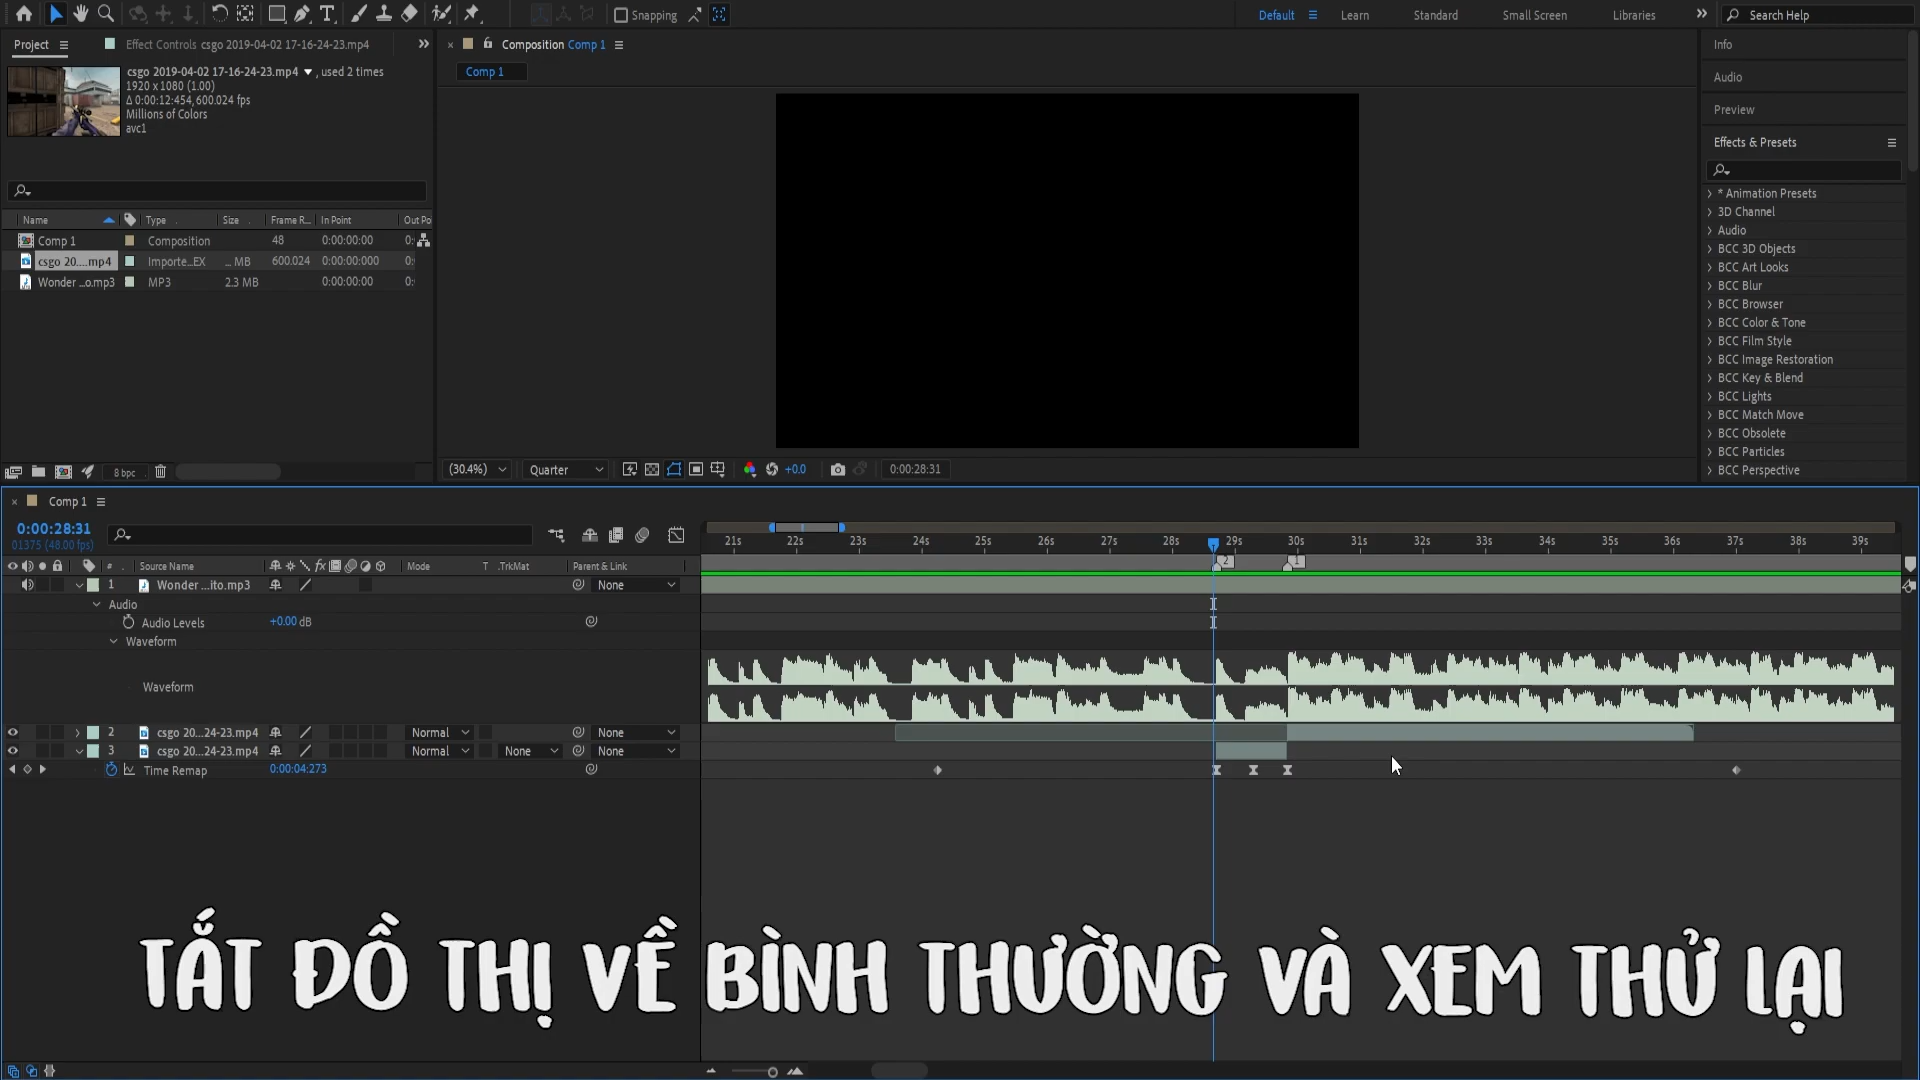 Snapping
Default
Learn
Standard
Small Screen
Libraries
Search Help
Project
Effect Controls csgo 2019-04-02 17-16-24-23.mp4
csgo 2019-04-02 17-16-24-23.mp4 , used 2 times
1920 x 1080 (1.00)
Δ 0:00:12:454, 600.024 fps
Millions of Colors
avc1
Name Type Size Frame R... In Point Out Po
Comp 1 Composition 48 0:00:00:00 0:
csgo 20....mp4 Importe...EX ... MB 600.024 0:00:00:000 0:
Wonder ...o.mp3 MP3 2.3 MB 0:00:00:00 0:
8 bpc
Composition Comp 1
Comp 1
(30.4%) Quarter +0.0 0:00:28:31
Info
Audio
Preview
Effects & Presets
* Animation Presets
3D Channel
Audio
BCC 3D Objects
BCC Art Looks
BCC Blur
BCC Browser
BCC Color & Tone
BCC Film Style
BCC Image Restoration
BCC Key & Blend
BCC Lights
BCC Match Move
BCC Obsolete
BCC Particles
BCC Perspective
Comp 1
0:00:28:31
01375 (48.00 fps)
21s 22s 23s 24s 25s 26s 27s 28s 29s 30s 31s 32s 33s 34s 35s 36s 37s 38s 39s
2 1
# Source Name fx Mode T .TrkMat Parent & Link
1 Wonder ...ito.mp3 None
Audio
Audio Levels +0.00 dB
Waveform
Waveform
2 csgo 20...24-23.mp4 Normal None
3 csgo 20...24-23.mp4 Normal None None
Time Remap 0:00:04:273
TẮT ĐỒ THỊ VỀ BÌNH THƯỜNG VÀ XEM THỬ LẠI